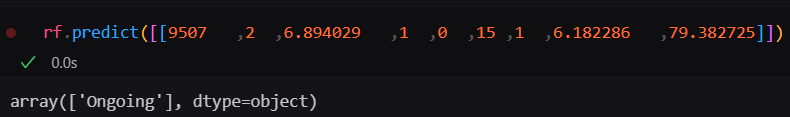 rf.predict([[9507 ,2 ,6.894029 ,1 ,0 ,15 ,1 ,6.182286 ,79.382725]])
0.0s
array(['Ongoing'], dtype=object)